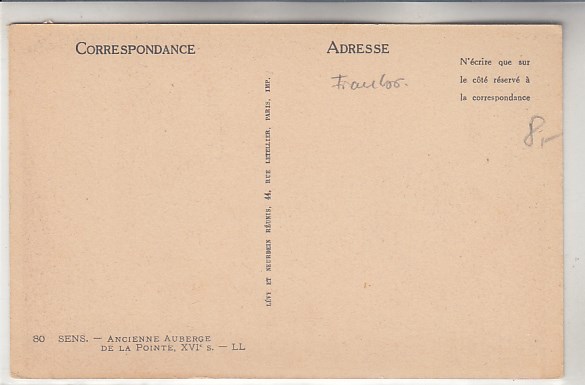 CORRESPONDANCE
ADRESSE
N'écrire que sur
le côté réservé à
la correspondance
8,-
LÉVY ET NEURDEIN RÉUNIS, 44, RUE LETELLIER, PARIS, IMP.
80 SENS. — ANCIENNE AUBERGE
DE LA POINTE, XVIe S. — LL